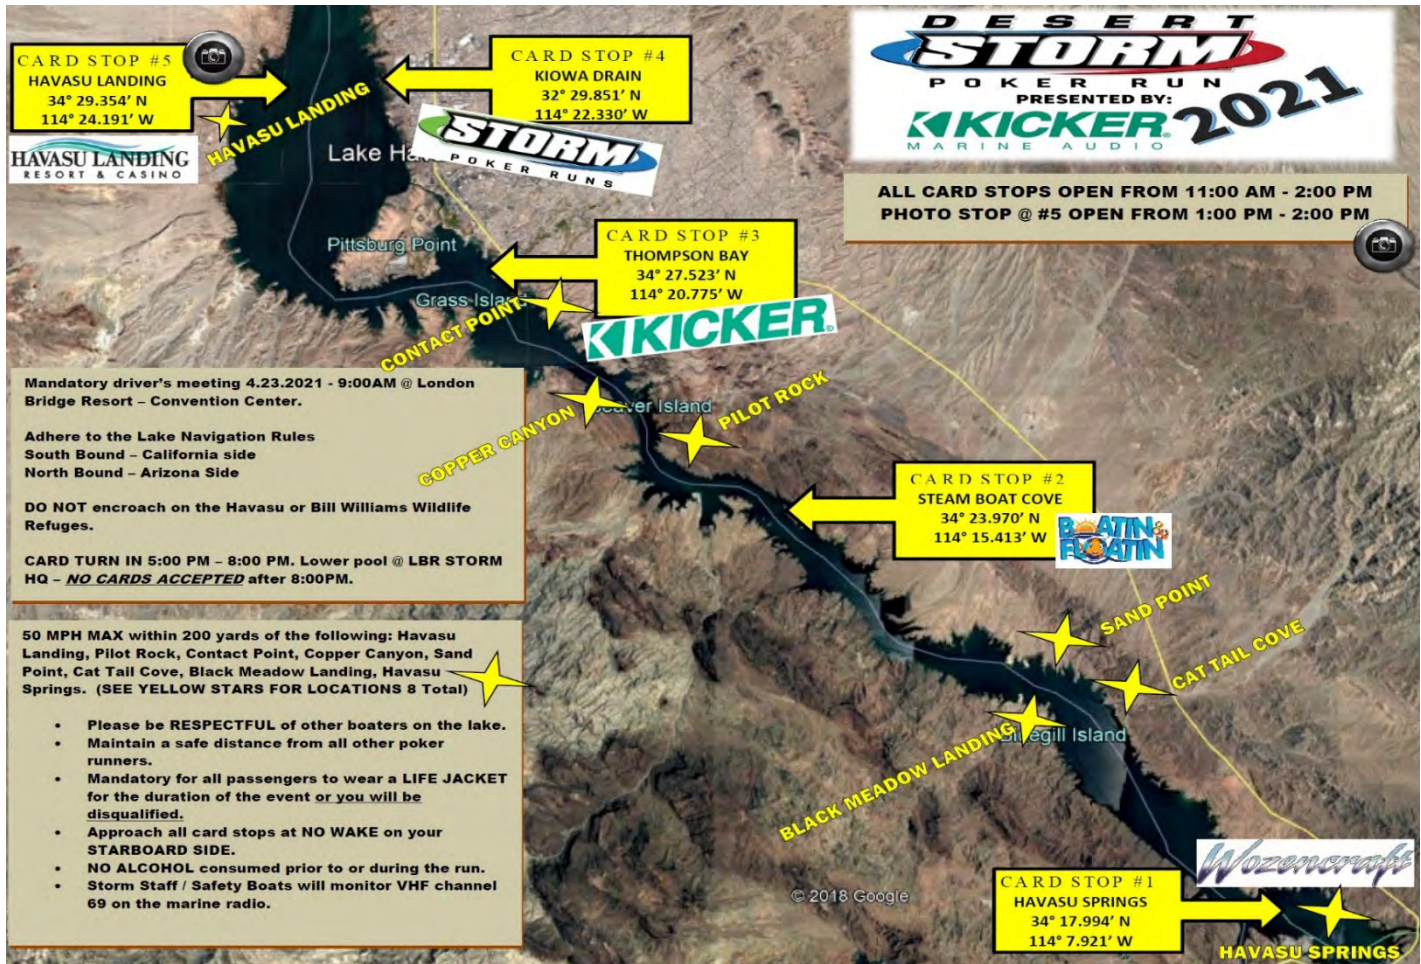 DESERT
STORM
POKER RUN
PRESENTED BY:
KICKER
MARINE AUDIO
2021
ALL CARD STOPS OPEN FROM 11:00 AM - 2:00 PM
PHOTO STOP @ #5 OPEN FROM 1:00 PM - 2:00 PM
CARD STOP #5
HAVASU LANDING
34° 29.354’ N
114° 24.191’ W
HAVASU LANDING
RESORT & CASINO
HAVASU LANDING
CARD STOP #4
KIOWA DRAIN
32° 29.851’ N
114° 22.330’ W
STORM
POKER RUNS
Lake
Pittsburg Point
CARD STOP #3
THOMPSON BAY
34° 27.523’ N
114° 20.775’ W
Grass
CONTACT POINT
KICKER
Mandatory driver’s meeting 4.23.2021 - 9:00AM @ London
Bridge Resort – Convention Center.
Adhere to the Lake Navigation Rules
South Bound – California side
North Bound – Arizona Side
DO NOT encroach on the Havasu or Bill Williams Wildlife
Refuges.
CARD TURN IN 5:00 PM – 8:00 PM. Lower pool @ LBR STORM
HQ – NO CARDS ACCEPTED after 8:00PM.
Island
COPPER CANYON
PILOT ROCK
CARD STOP #2
STEAM BOAT COVE
34° 23.970’ N
114° 15.413’ W
BOATIN &
FLOATIN
SAND POINT
CAT TAIL COVE
Island
BLACK MEADOW LANDING
50 MPH MAX within 200 yards of the following: Havasu
Landing, Pilot Rock, Contact Point, Copper Canyon, Sand
Point, Cat Tail Cove, Black Meadow Landing, Havasu
Springs. (SEE YELLOW STARS FOR LOCATIONS 8 Total)
• Please be RESPECTFUL of other boaters on the lake.
• Maintain a safe distance from all other poker
runners.
• Mandatory for all passengers to wear a LIFE JACKET
for the duration of the event or you will be
disqualified.
• Approach all card stops at NO WAKE on your
STARBOARD SIDE.
• NO ALCOHOL consumed prior to or during the run.
• Storm Staff / Safety Boats will monitor VHF channel
69 on the marine radio.
© 2018 Google
Wozencraft
CARD STOP #1
HAVASU SPRINGS
34° 17.994’ N
114° 7.921’ W
HAVASU SPRINGS